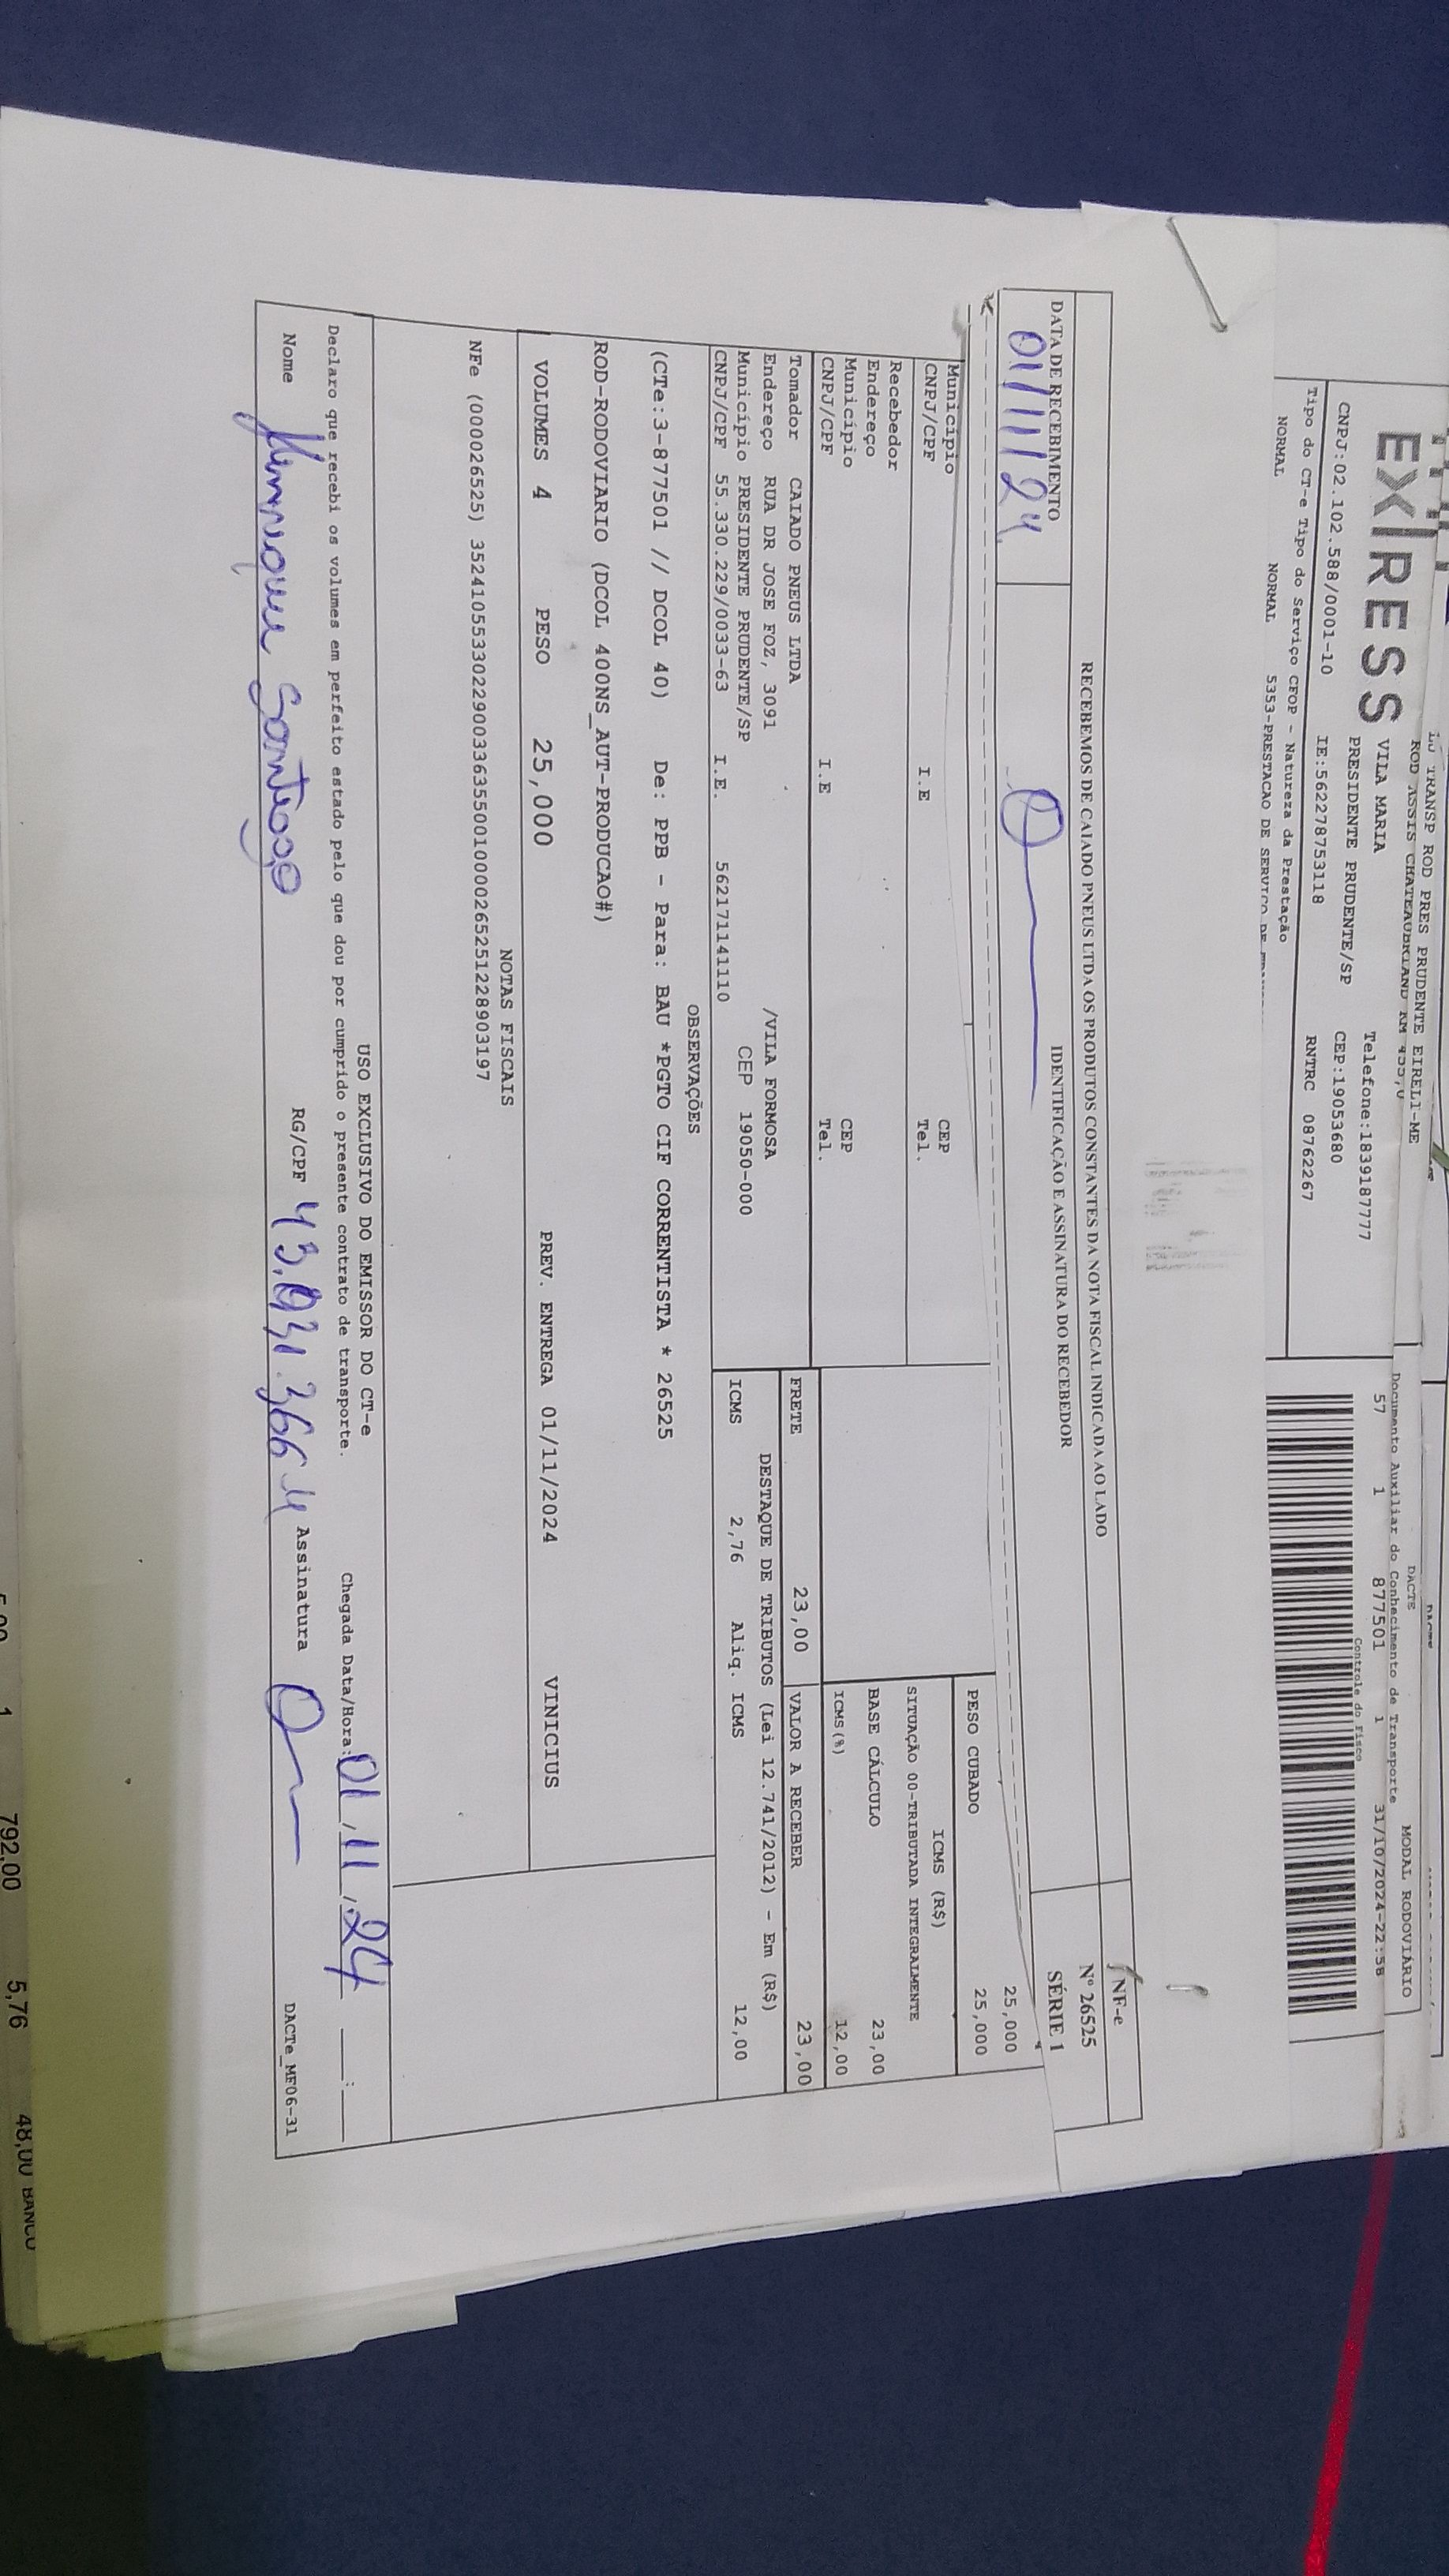 LJ TRANSP ROD PRES PRUDENTE EIRELI-ME
ROD ASSIS CHATEAUBRIAND KM 455,0
EXPRESS VILA MARIA Telefone:1839187777
PRESIDENTE PRUDENTE/SP CEP:19053680
CNPJ:02.102.588/0001-10 IE:562278753118 RNTRC 08762267
Tipo do CT-e Tipo do Serviço CFOP - Natureza da Prestação
NORMAL NORMAL 5353-PRESTACAO DE SERVICO DE
DACTE MODAL RODOVIÁRIO
Documento Auxiliar do Conhecimento de Transporte
57 1 877501 1 31/10/2024-22:58
Controle do Fisco
RECEBEMOS DE CAIADO PNEUS LTDA OS PRODUTOS CONSTANTES DA NOTA FISCAL INDICADA AO LADO
NF-e
Nº 26525
SÉRIE 1
DATA DE RECEBIMENTO IDENTIFICAÇÃO E ASSINATURA DO RECEBEDOR
01/11/24
25,000
PESO CUBADO 25,000
Município CEP
CNPJ/CPF I.E Tel.
Recebedor
Endereço
Município CEP
CNPJ/CPF I.E Tel.
ICMS (R$)
SITUAÇÃO 00-TRIBUTADA INTEGRALMENTE
BASE CÁLCULO 23,00
ICMS(%) 12,00
Tomador CAIADO PNEUS LTDA
Endereço RUA DR JOSE FOZ, 3091 /VILA FORMOSA
Município PRESIDENTE PRUDENTE/SP CEP 19050-000
CNPJ/CPF 55.330.229/0033-63 I.E. 562171141110
FRETE 23,00 VALOR A RECEBER 23,00
DESTAQUE DE TRIBUTOS (Lei 12.741/2012) - Em (R$)
ICMS 2,76 Aliq. ICMS 12,00
OBSERVAÇÕES
(CTe:3-877501 // DCOL 40) De: PPB - Para: BAU *PGTO CIF CORRENTISTA * 26525
ROD-RODOVIARIO (DCOL 400NS_AUT-PRODUCAO#)
VOLUMES 4 PESO 25,000 PREV. ENTREGA 01/11/2024 VINICIUS
NOTAS FISCAIS
NFe (000026525) 35241055330229003363550010000265251228903197
USO EXCLUSIVO DO EMISSOR DO CT-e
Declaro que recebi os volumes em perfeito estado pelo que dou por cumprido o presente contrato de transporte. Chegada Data/Hora: 01,11,24 __:__
Nome Henrique Santiago RG/CPF 43.031.366 Assinatura
DACTe_MF06-31
1 792,00 5,76 48,00 BANCO